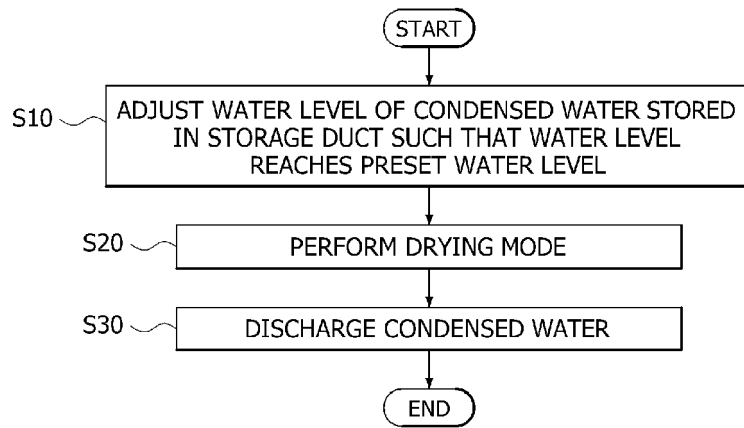 START
S10
ADJUST WATER LEVEL OF CONDENSED WATER STORED
IN STORAGE DUCT SUCH THAT WATER LEVEL
REACHES PRESET WATER LEVEL
S20
PERFORM DRYING MODE
S30
DISCHARGE CONDENSED WATER
END